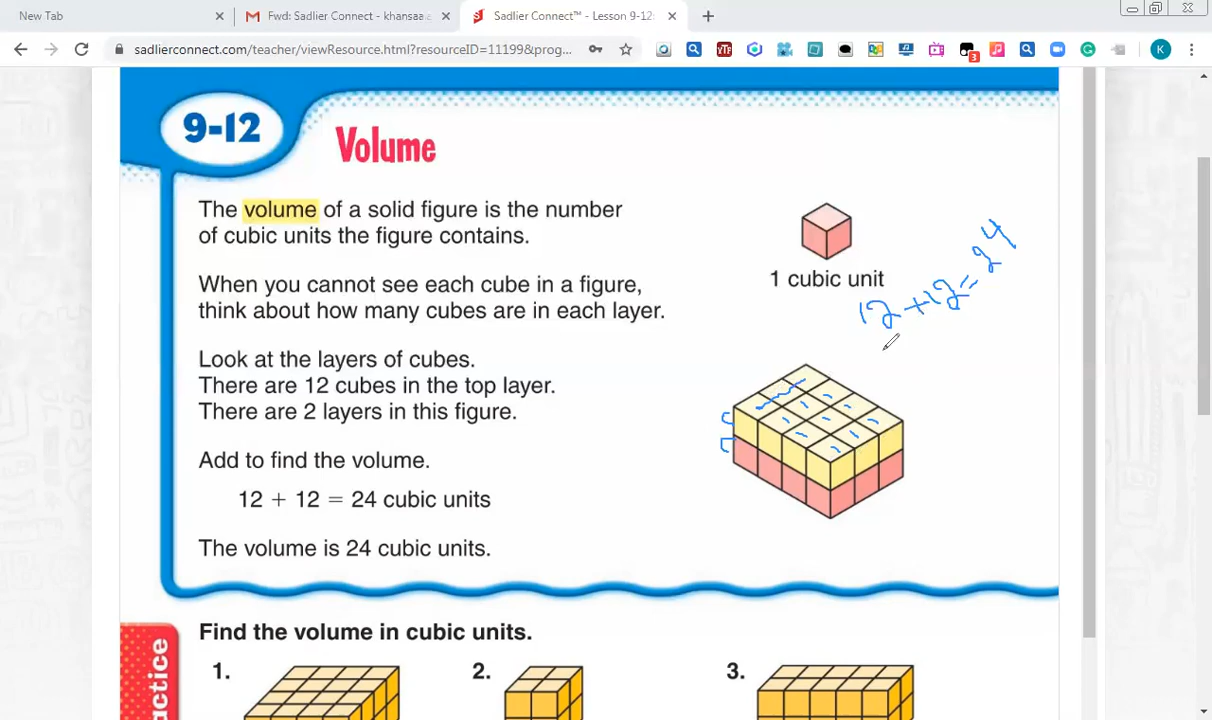 New Tab
Fwd: Sadlier Connect - khansaa
Sadlier Connect™ - Lesson 9-12:
sadlierconnect.com/teacher/viewResource.html?resourceID=11199&prog...
YTF
3
K
9-12
Volume
The volume of a solid figure is the number
of cubic units the figure contains.
1 cubic unit
When you cannot see each cube in a figure,
think about how many cubes are in each layer.
12 + 12 = 24
Look at the layers of cubes.
There are 12 cubes in the top layer.
There are 2 layers in this figure.
Add to find the volume.
12 + 12 = 24 cubic units
The volume is 24 cubic units.
Find the volume in cubic units.
1.
2.
3.
actice